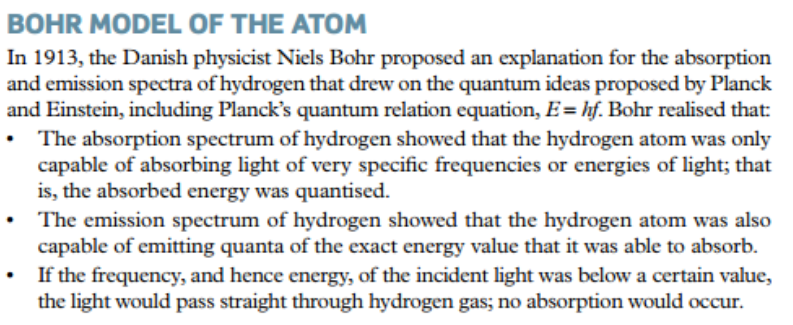 BOHR MODEL OF THE ATOM
In 1913, the Danish physicist Niels Bohr proposed an explanation for the absorption
and emission spectra of hydrogen that drew on the quantum ideas proposed by Planck
and Einstein, including Planck's quantum relation equation, E = hf. Bohr realised that:
• The absorption spectrum of hydrogen showed that the hydrogen atom was only
capable of absorbing light of very specific frequencies or energies of light; that
is, the absorbed energy was quantised.
• The emission spectrum of hydrogen showed that the hydrogen atom was also
capable of emitting quanta of the exact energy value that it was able to absorb.
• If the frequency, and hence energy, of the incident light was below a certain value,
the light would pass straight through hydrogen gas; no absorption would occur.